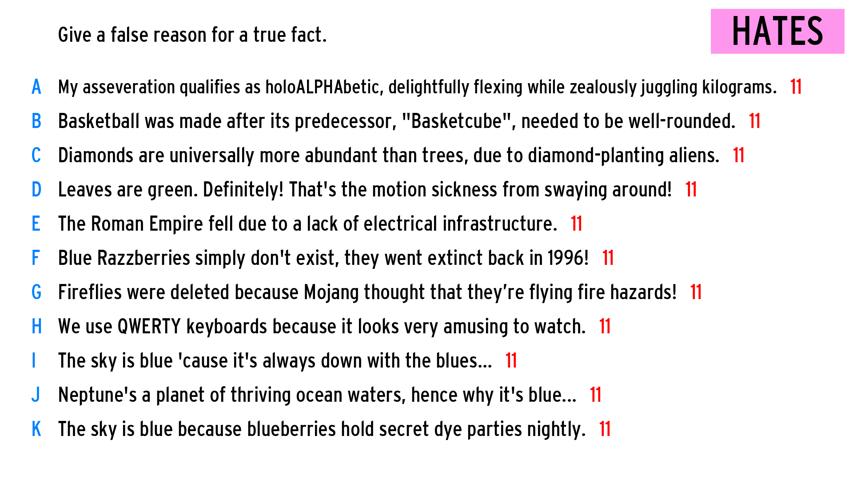 Give a false reason for a true fact.
HATES
A My asseveration qualifies as holoALPHAbetic, delightfully flexing while zealously juggling kilograms. 11
B Basketball was made after its predecessor, "Basketcube", needed to be well-rounded. 11
C Diamonds are universally more abundant than trees, due to diamond-planting aliens. 11
D Leaves are green. Definitely! That's the motion sickness from swaying around! 11
E The Roman Empire fell due to a lack of electrical infrastructure. 11
F Blue Razzberries simply don't exist, they went extinct back in 1996! 11
G Fireflies were deleted because Mojang thought that they’re flying fire hazards! 11
H We use QWERTY keyboards because it looks very amusing to watch. 11
I The sky is blue 'cause it's always down with the blues... 11
J Neptune's a planet of thriving ocean waters, hence why it's blue... 11
K The sky is blue because blueberries hold secret dye parties nightly. 11